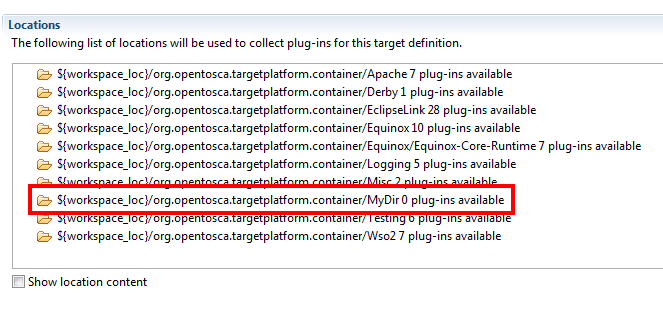 Locations
The following list of locations will be used to collect plug-ins for this target definition.
${workspace_loc}/org.opentosca.targetplatform.container/Apache 7 plug-ins available
${workspace_loc}/org.opentosca.targetplatform.container/Derby 1 plug-ins available
${workspace_loc}/org.opentosca.targetplatform.container/EclipseLink 28 plug-ins available
${workspace_loc}/org.opentosca.targetplatform.container/Equinox 10 plug-ins available
${workspace_loc}/org.opentosca.targetplatform.container/Equinox/Equinox-Core-Runtime 7 plug-ins available
${workspace_loc}/org.opentosca.targetplatform.container/Logging 5 plug-ins available
${workspace_loc}/org.opentosca.targetplatform.container/Misc 2 plug-ins available
${workspace_loc}/org.opentosca.targetplatform.container/MyDir 0 plug-ins available
${workspace_loc}/org.opentosca.targetplatform.container/Testing 6 plug-ins available
${workspace_loc}/org.opentosca.targetplatform.container/Wso2 7 plug-ins available
Show location content